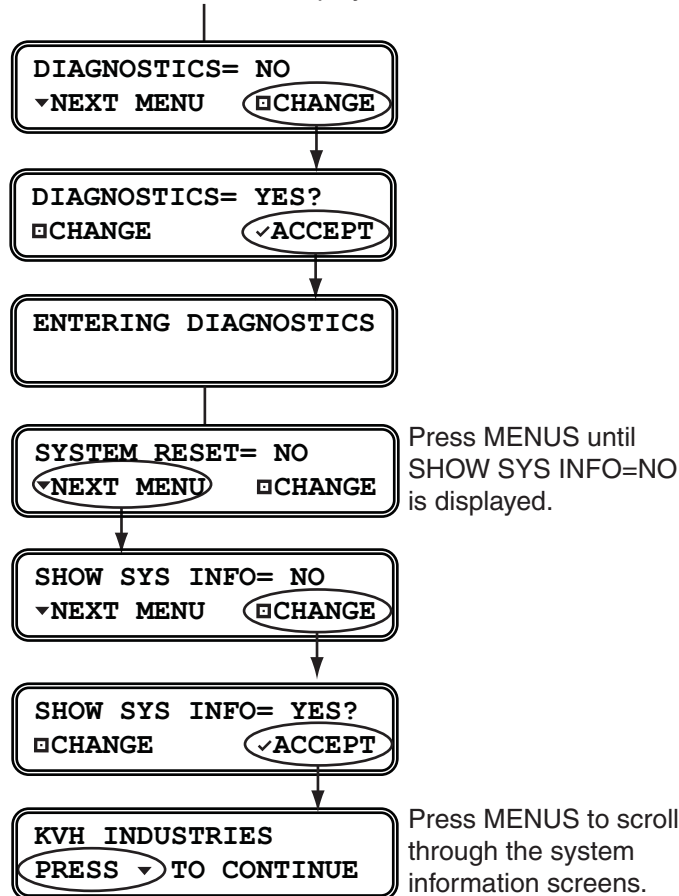 DIAGNOSTICS= NO
▾NEXT MENU ⊡CHANGE
DIAGNOSTICS= YES?
⊡CHANGE ✓ACCEPT
ENTERING DIAGNOSTICS
SYSTEM RESET= NO
▾NEXT MENU ⊡CHANGE
Press MENUS until
SHOW SYS INFO=NO
is displayed.
SHOW SYS INFO= NO
▾NEXT MENU ⊡CHANGE
SHOW SYS INFO= YES?
⊡CHANGE ✓ACCEPT
KVH INDUSTRIES
PRESS ▾ TO CONTINUE
Press MENUS to scroll
through the system
information screens.